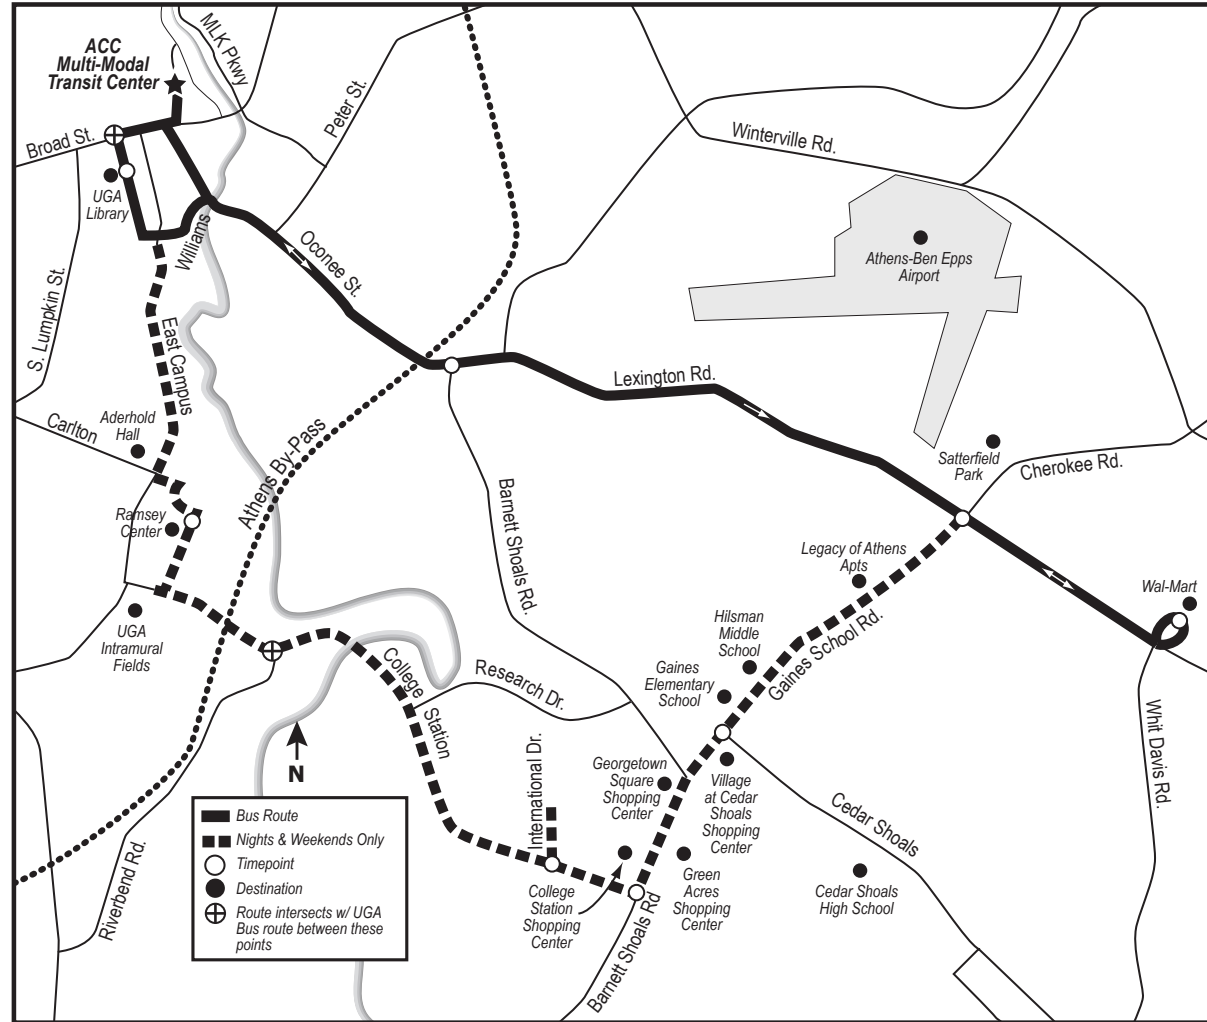 ACC
Multi-Modal
Transit Center
MLK Pkwy
Peter St.
Broad St.
Winterville Rd.
UGA
Library
Williams
Oconee St.
Athens-Ben Epps
Airport
S. Lumpkin St.
East Campus
Lexington Rd.
Aderhold
Hall
Carlton
Athens By-Pass
Satterfield
Park
Cherokee Rd.
Ramsey
Center
Barnett Shoals Rd.
Legacy of Athens
Apts
Wal-Mart
UGA
Intramural
Fields
Hilsman
Middle
School
Gaines School Rd.
Gaines
Elementary
School
College Station
Research Dr.
Whit Davis Rd.
N
International Dr.
Georgetown
Square
Shopping
Center
Village
at Cedar
Shoals
Shopping
Center
Cedar Shoals
Bus Route
Nights & Weekends Only
Timepoint
Destination
Route intersects w/ UGA
Bus route between these
points
Riverbend Rd.
College
Station
Shopping
Center
Green
Acres
Shopping
Center
Cedar Shoals
High School
Barnett Shoals Rd